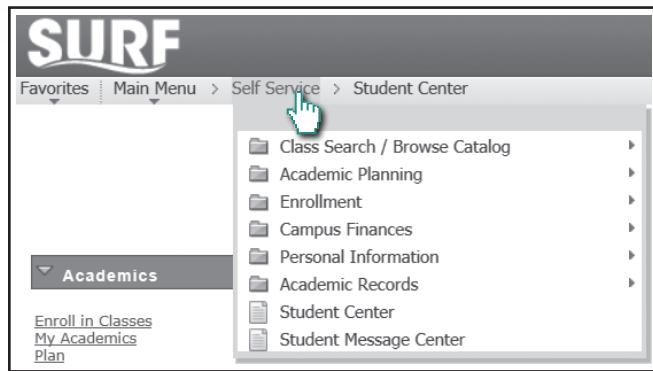 SURF
Favorites Main Menu > Self Service > Student Center
Class Search / Browse Catalog
Academic Planning
Enrollment
Campus Finances
Personal Information
Academic Records
Student Center
Student Message Center
Academics
Enroll in Classes
My Academics
Plan